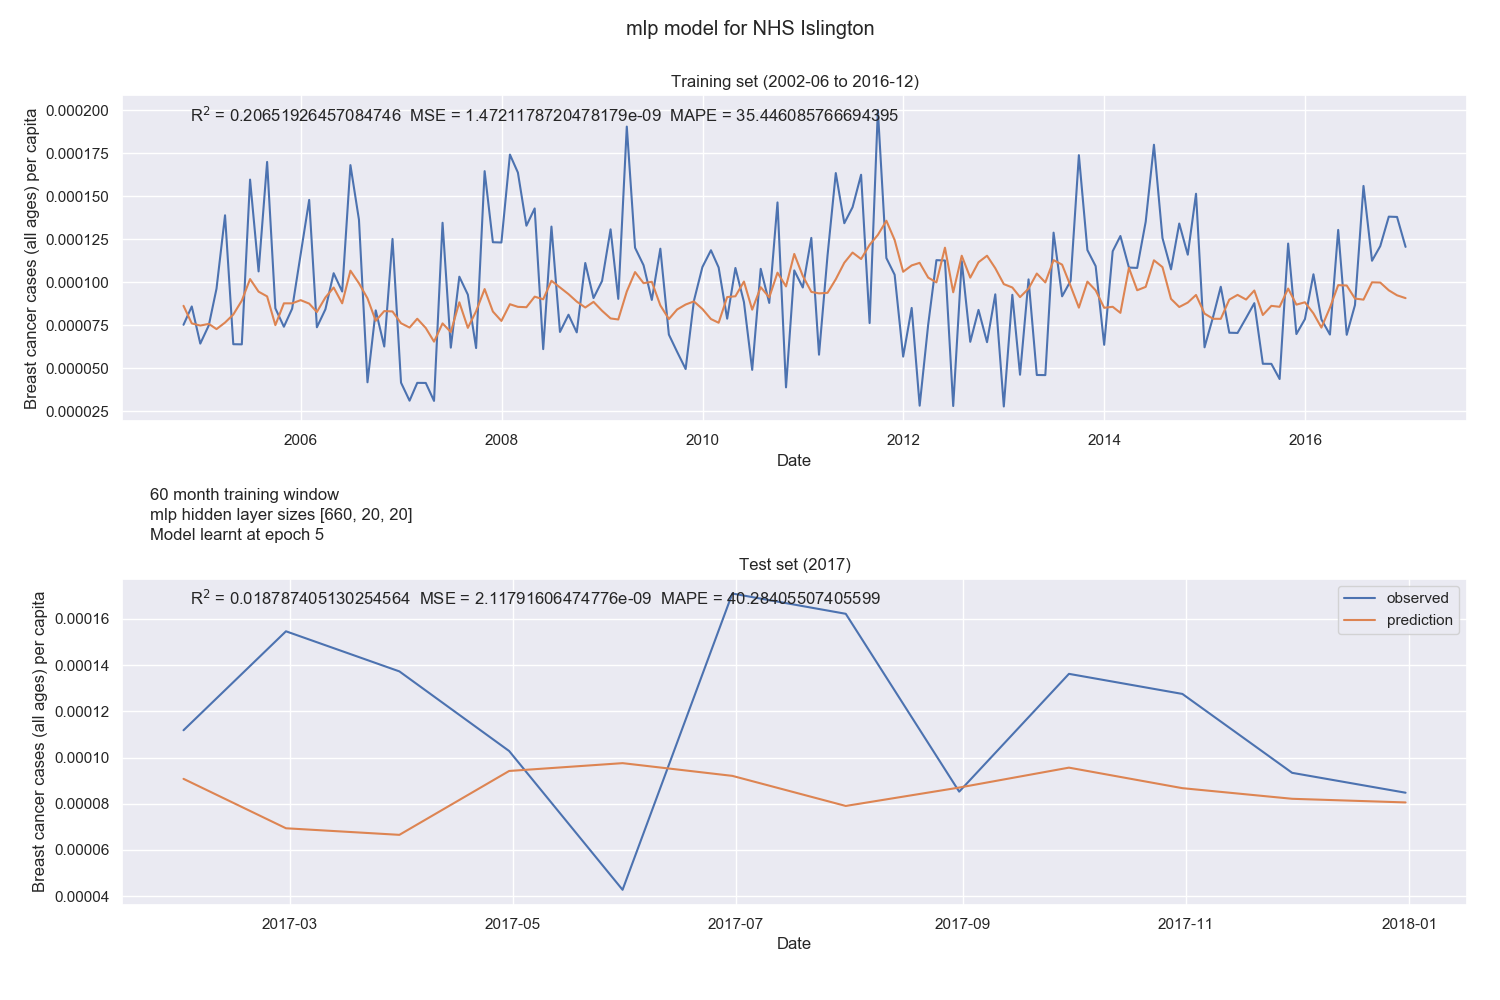 mlp model for NHS Islington
Training set (2002-06 to 2016-12)
R² = 0.20651926457084746 MSE = 1.4721178720478179e-09 MAPE = 35.446085766694395
Breast cancer cases (all ages) per capita
0.000200
0.000175
0.000150
0.000125
0.000100
0.000075
0.000050
0.000025
2006 2008 2010 2012 2014 2016
Date
60 month training window
mlp hidden layer sizes [660, 20, 20]
Model learnt at epoch 5
Test set (2017)
R² = 0.018787405130254564 MSE = 2.11791606474776e-09 MAPE = 40.28405507405599
observed
prediction
Breast cancer cases (all ages) per capita
0.00016
0.00014
0.00012
0.00010
0.00008
0.00006
0.00004
2017-03 2017-05 2017-07 2017-09 2017-11 2018-01
Date